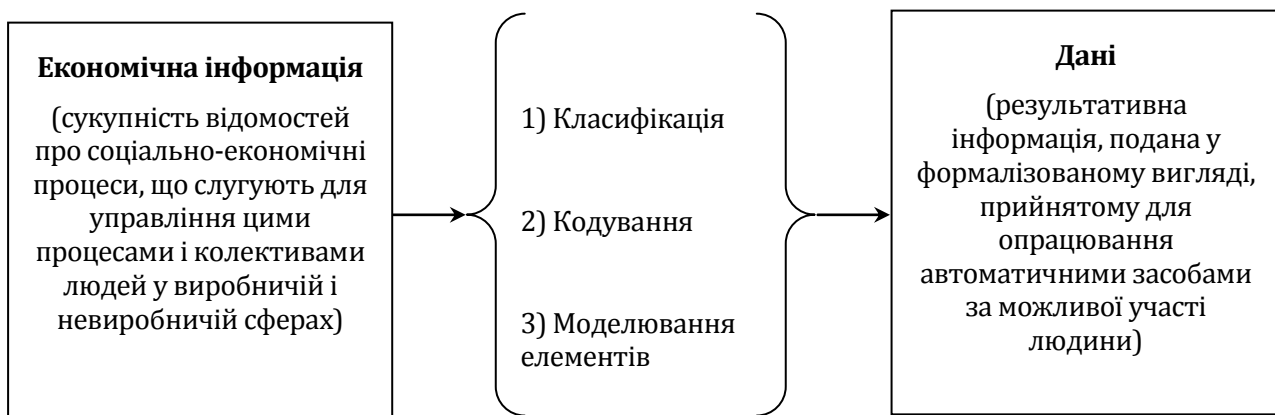 Економічна інформація
(сукупність відомостей
про соціально-економічні
процеси, що слугують для
управління цими
процесами і колективами
людей у виробничій і
невиробничій сферах)
1) Класифікація
2) Кодування
3) Моделювання
елементів
Дані
(результативна
інформація, подана у
формалізованому вигляді,
прийнятому для
опрацювання
автоматичними засобами
за можливої участі
людини)